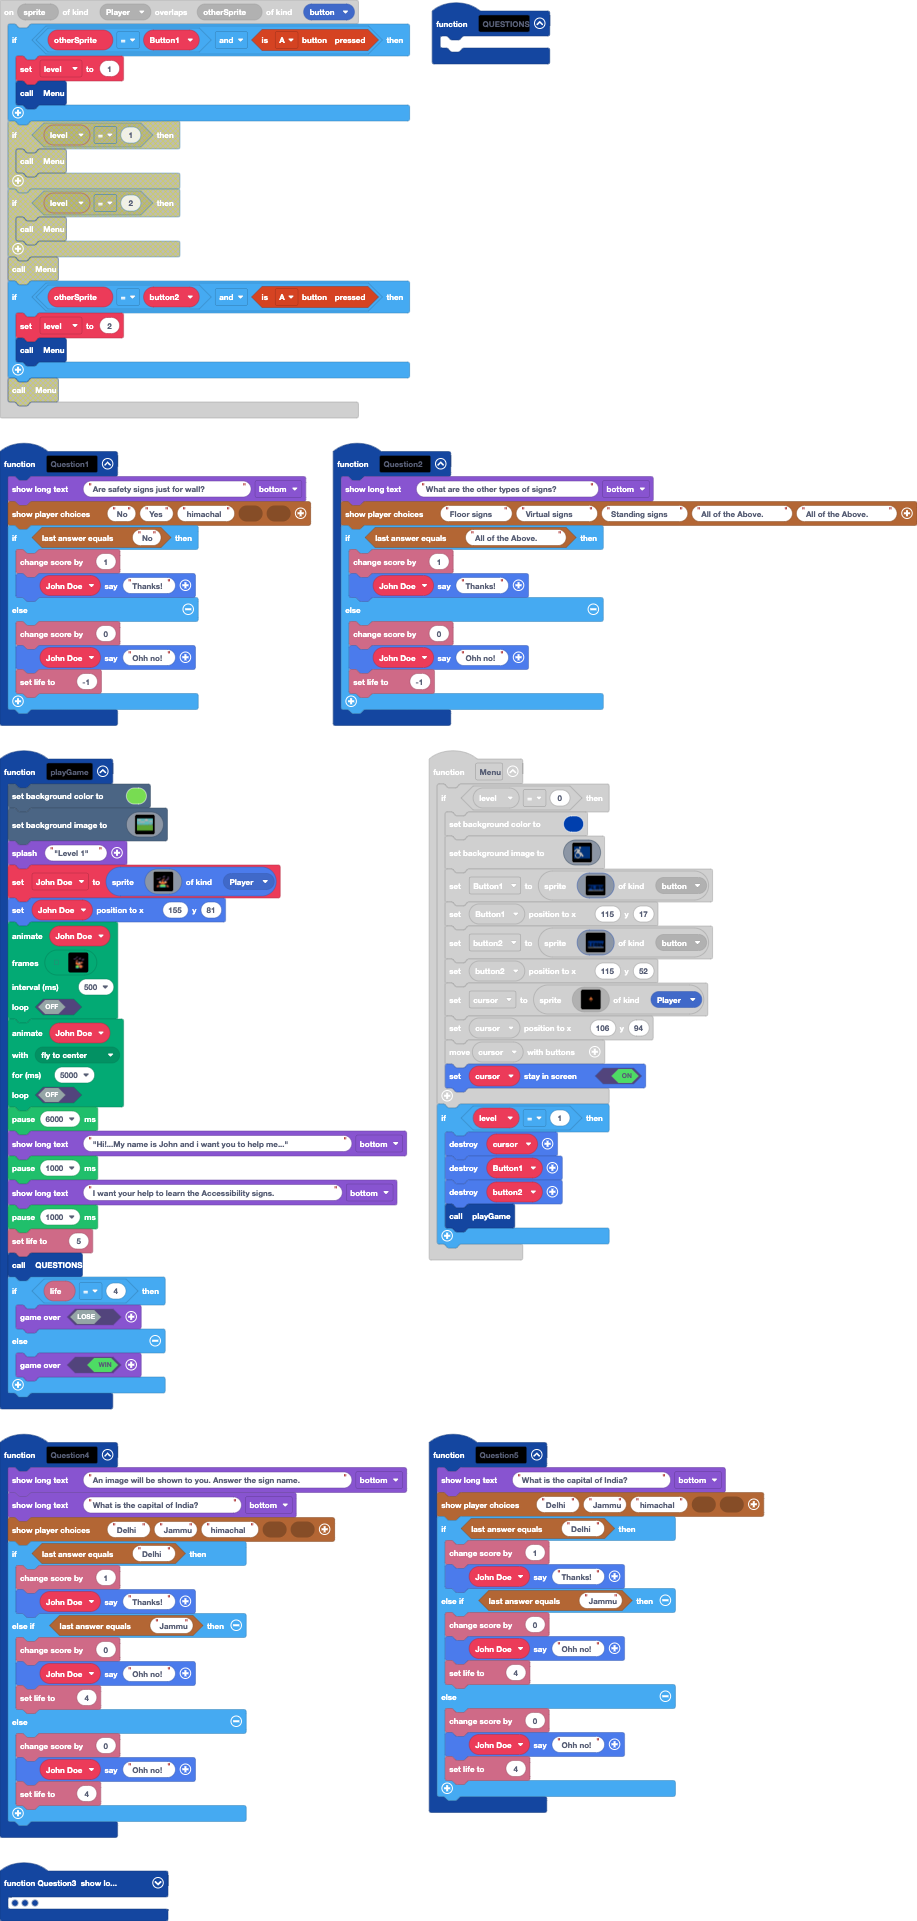 on sprite of kind Player overlaps otherSprite of kind button
if otherSprite = Button1 and is A button pressed then
set level to 1
call Menu
if level = 1 then
call Menu
if level = 2 then
call Menu
call Menu
if otherSprite = button2 and is A button pressed then
set level to 2
call Menu
call Menu
function QUESTIONS
function Question1
show long text "Are safety signs just for wall?" bottom
show player choices "No" "Yes" "himachal"
if last answer equals "No" then
change score by 1
John Doe say "Thanks!"
else
change score by 0
John Doe say "Ohh no!"
set life to -1
function Question2
show long text "What are the other types of signs?" bottom
show player choices "Floor signs" "Virtual signs" "Standing signs" "All of the Above." "All of the Above."
if last answer equals "All of the Above." then
change score by 1
John Doe say "Thanks!"
else
change score by 0
John Doe say "Ohh no!"
set life to -1
function playGame
set background color to
set background image to
splash "Level 1"
set John Doe to sprite of kind Player
set John Doe position to x 155 y 81
animate John Doe
frames
interval (ms) 500
loop OFF
animate John Doe
with fly to center
for (ms) 5000
loop OFF
pause 6000 ms
show long text "Hi!...My name is John and i want you to help me..." bottom
pause 1000 ms
show long text "I want your help to learn the Accessibility signs." bottom
pause 1000 ms
set life to 5
call QUESTIONS
if life = 4 then
game over LOSE
else
game over WIN
function Menu
if level = 0 then
set background color to
set background image to
set Button1 to sprite of kind button
set Button1 position to x 115 y 17
set button2 to sprite of kind button
set button2 position to x 115 y 52
set cursor to sprite of kind Player
set cursor position to x 106 y 94
move cursor with buttons
set cursor stay in screen ON
if level = 1 then
destroy cursor
destroy Button1
destroy button2
call playGame
function Question4
show long text "An image will be shown to you. Answer the sign name." bottom
show long text "What is the capital of India?" bottom
show player choices "Delhi" "Jammu" "himachal"
if last answer equals "Delhi" then
change score by 1
John Doe say "Thanks!"
else if last answer equals "Jammu" then
change score by 0
John Doe say "Ohh no!"
set life to 4
else
change score by 0
John Doe say "Ohh no!"
set life to 4
function Question5
show long text "What is the capital of India?" bottom
show player choices "Delhi" "Jammu" "himachal"
if last answer equals "Delhi" then
change score by 1
John Doe say "Thanks!"
else if last answer equals "Jammu" then
change score by 0
John Doe say "Ohh no!"
set life to 4
else
change score by 0
John Doe say "Ohh no!"
set life to 4
function Question3 show lo...